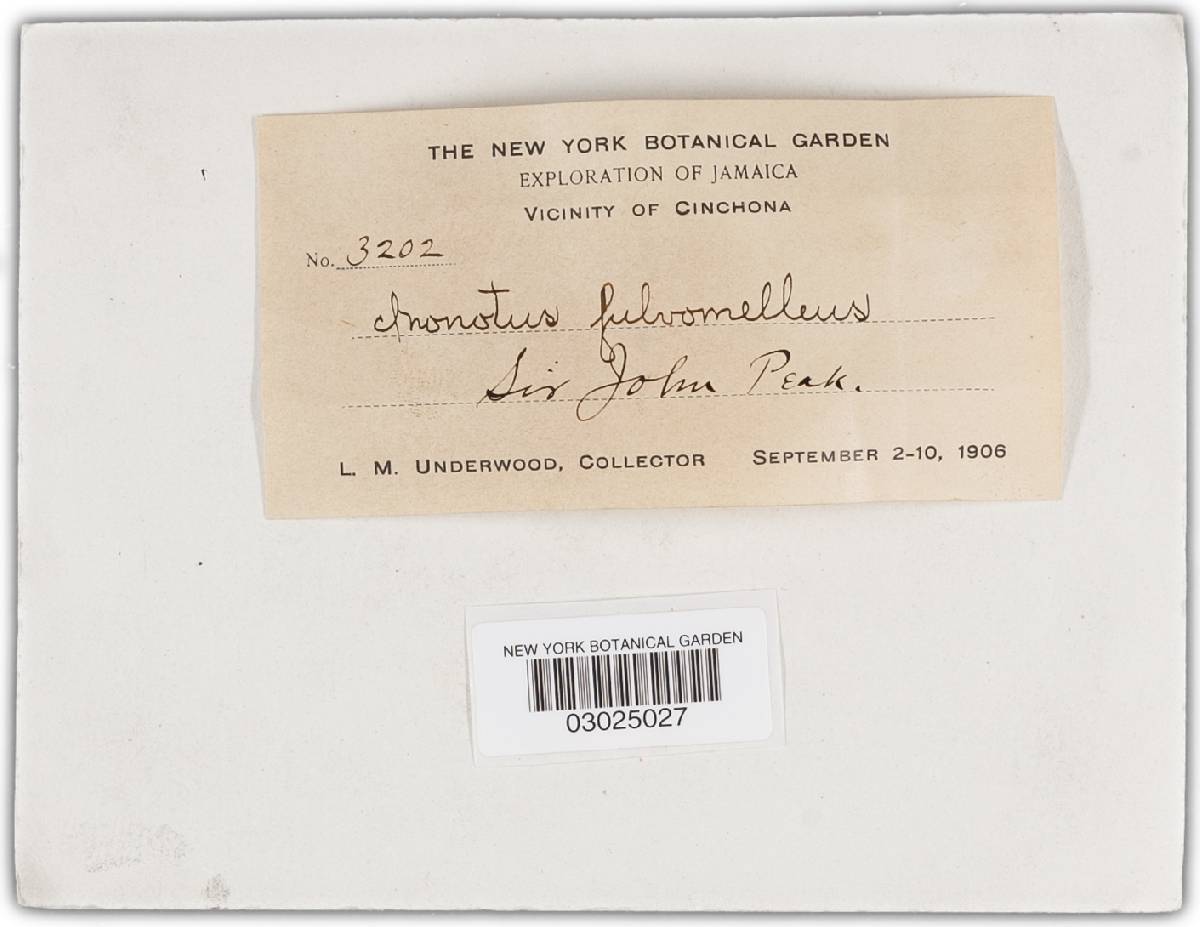 THE NEW YORK BOTANICAL GARDEN
EXPLORATION OF JAMAICA
VICINITY OF CINCHONA
No. 3202
Inonotus fulvomelleus
Sir John Peak.
L. M. UNDERWOOD, COLLECTOR SEPTEMBER 2-10, 1906
NEW YORK BOTANICAL GARDEN
03025027